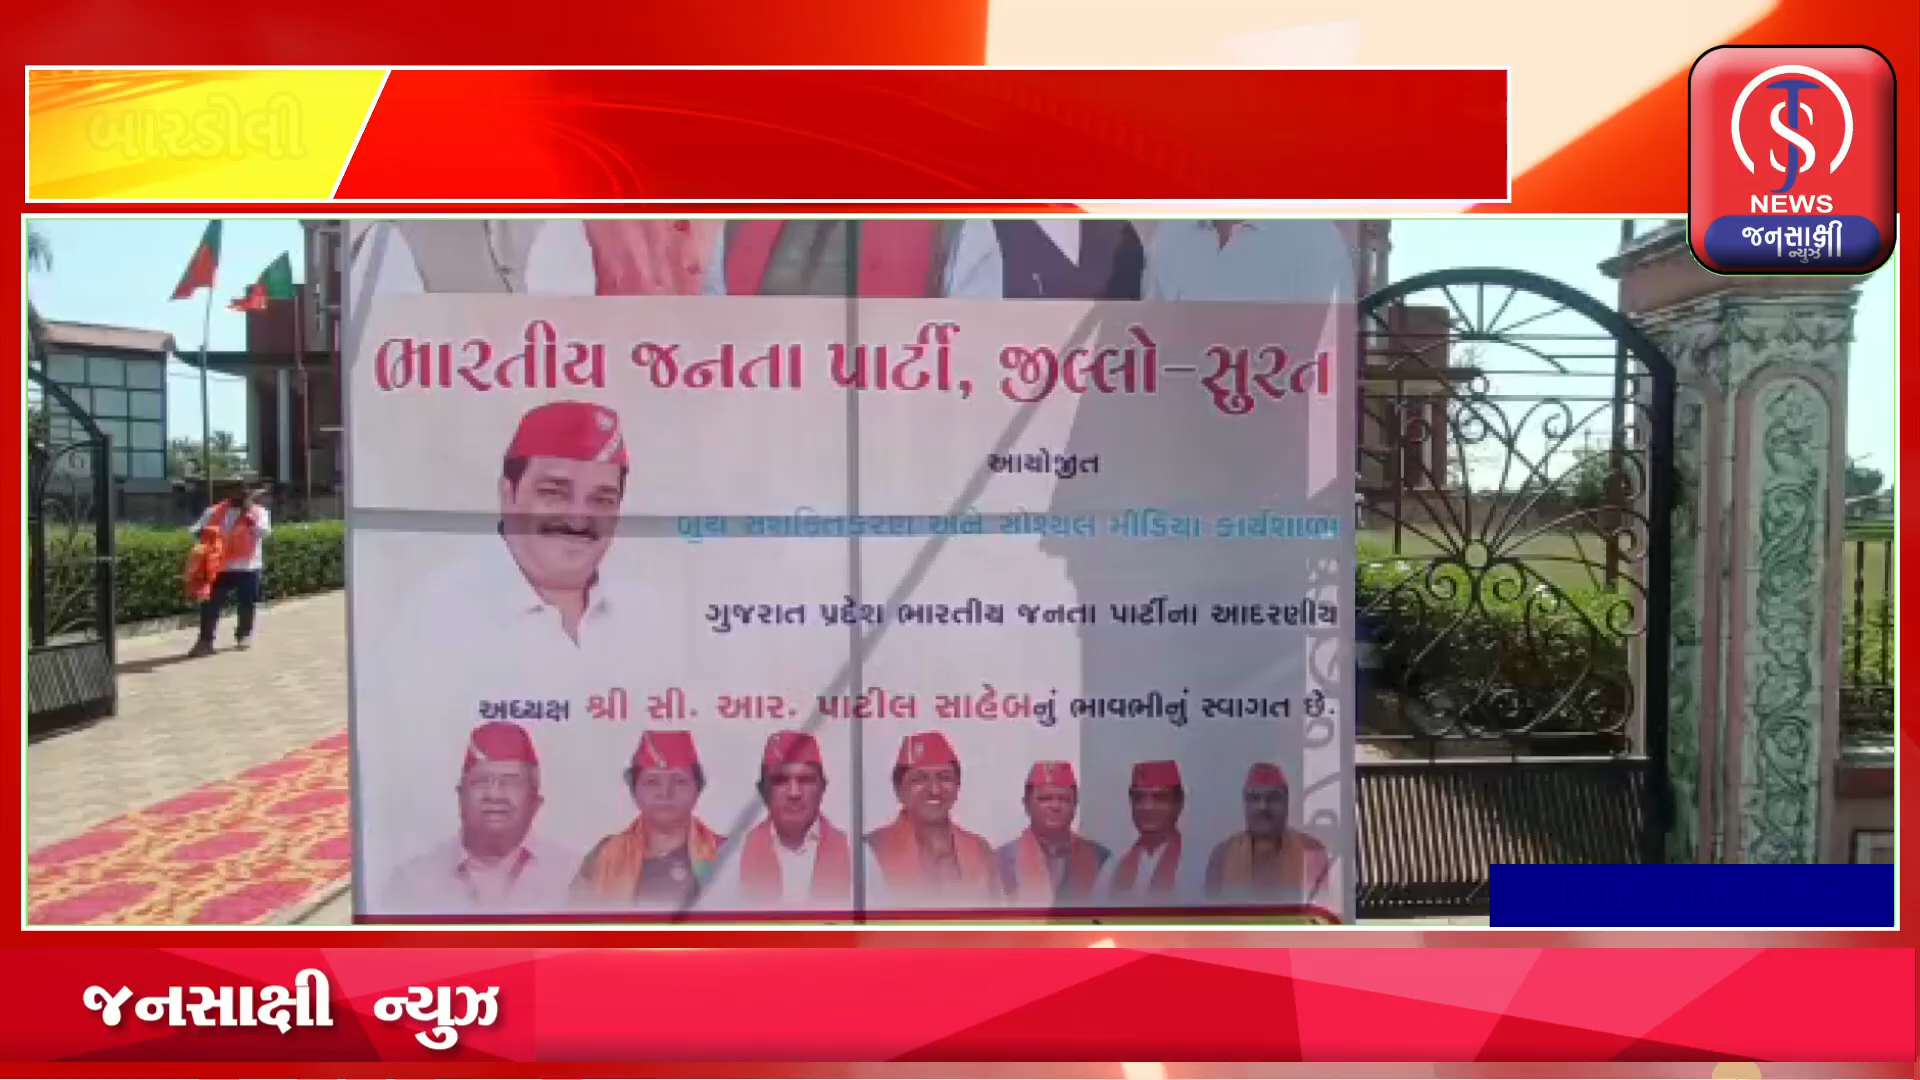 બારડોલી
NEWS
જનસાક્ષી
ન્યુઝ
ભારતીય જનતા પાર્ટી, જીલ્લો-સુરત
આયોજીત
બુથ સશક્તિકરણ અને સોશ્યલ મીડિયા કાર્યશાળા
ગુજરાત પ્રદેશ ભારતીય જનતા પાર્ટીના આદરણીય
અધ્યક્ષ શ્રી સી. આર. પાટીલ સાહેબનું ભાવભીનું સ્વાગત છે.
જનસાક્ષી ન્યુઝ